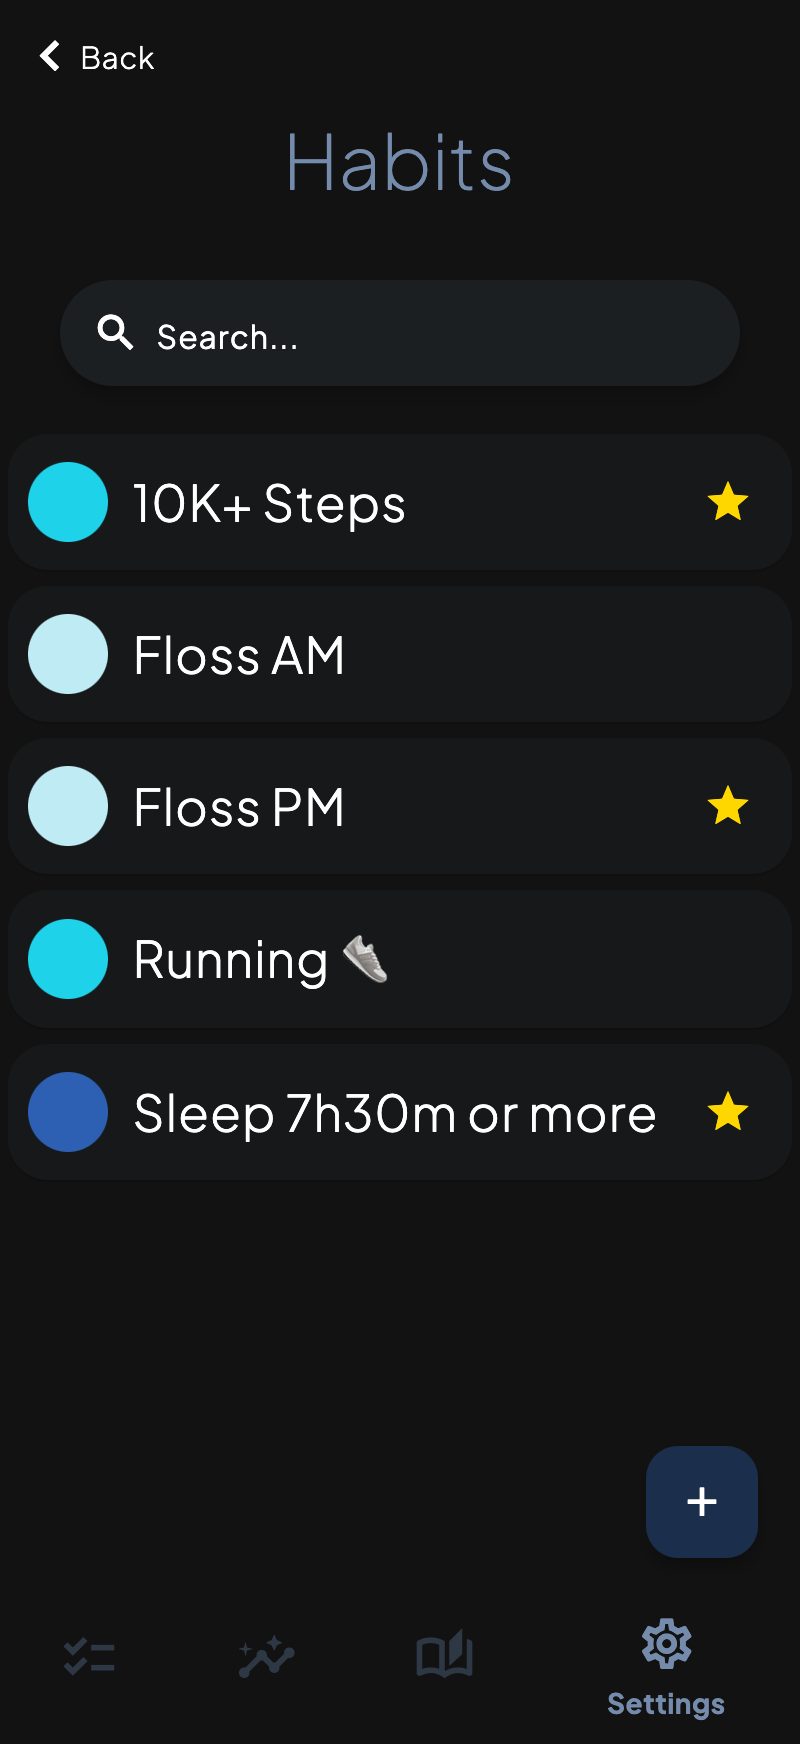 Back
Habits
Search...
10K+ Steps
Floss AM
Floss PM
Running 👟
Sleep 7h30m or more
+
Settings